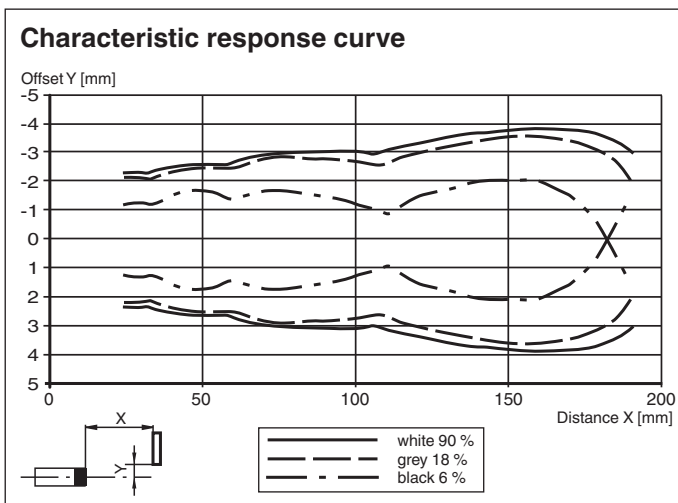 Characteristic response curve
Offset Y [mm]
-5
-4
-3
-2
-1
0
1
2
3
4
5
0 50 100 150 200
Distance X [mm]
X
Y
white 90 %
grey 18 %
black 6 %